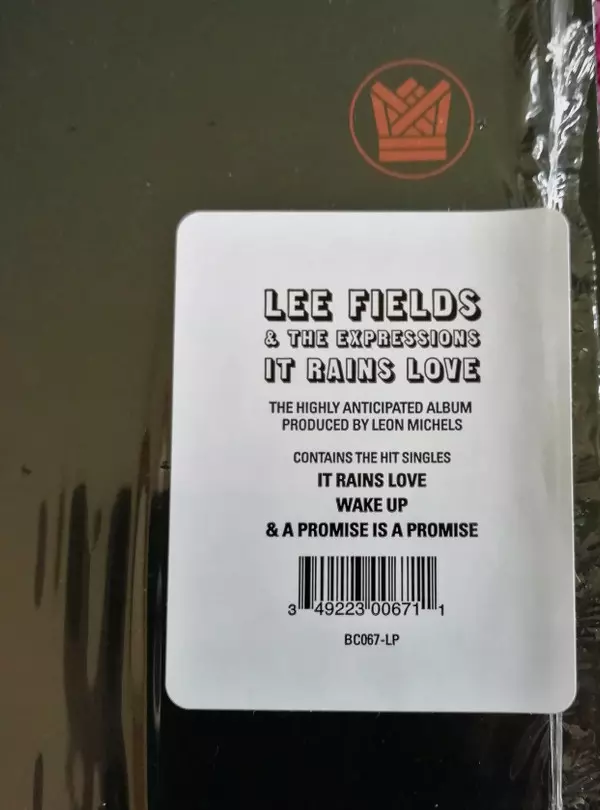 LEE FIELDS
& THE EXPRESSIONS
IT RAINS LOVE
THE HIGHLY ANTICIPATED ALBUM
PRODUCED BY LEON MICHELS
CONTAINS THE HIT SINGLES
IT RAINS LOVE
WAKE UP
& A PROMISE IS A PROMISE
3 49223 00671 1
BC067-LP